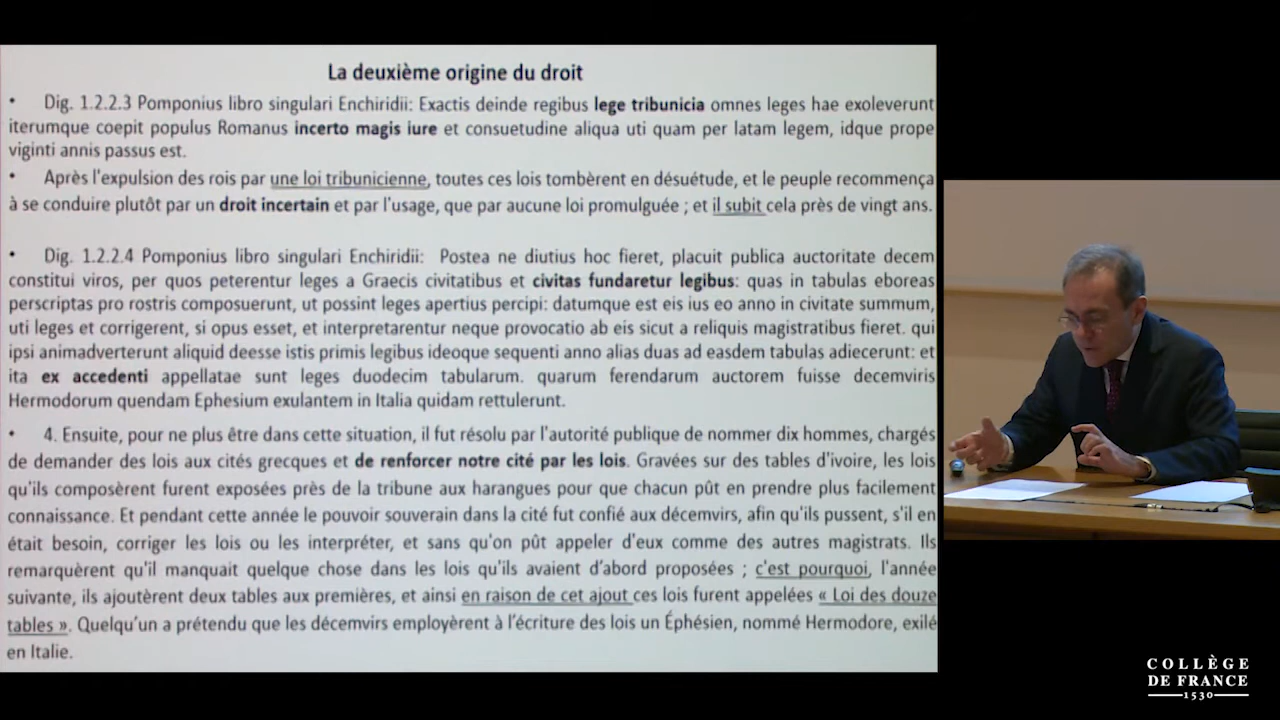 La deuxième origine du droit
• Dig. 1.2.2.3 Pomponius libro singulari Enchiridii: Exactis deinde regibus lege tribunicia omnes leges hae exoleverunt
iterumque coepit populus Romanus incerto magis iure et consuetudine aliqua uti quam per latam legem, idque prope
viginti annis passus est.
• Après l'expulsion des rois par une loi tribunicienne, toutes ces lois tombèrent en désuétude, et le peuple recommença
à se conduire plutôt par un droit incertain et par l'usage, que par aucune loi promulguée ; et il subit cela près de vingt ans.
• Dig. 1.2.2.4 Pomponius libro singulari Enchiridii: Postea ne diutius hoc fieret, placuit publica auctoritate decem
constitui viros, per quos peterentur leges a Graecis civitatibus et civitas fundaretur legibus: quas in tabulas eboreas
perscriptas pro rostris composuerunt, ut possint leges apertius percipi: datumque est eis ius eo anno in civitate summum,
uti leges et corrigerent, si opus esset, et interpretarentur neque provocatio ab eis sicut a reliquis magistratibus fieret. qui
ipsi animadverterunt aliquid deesse istis primis legibus ideoque sequenti anno alias duas ad easdem tabulas adiecerunt: et
ita ex accedenti appellatae sunt leges duodecim tabularum. quarum ferendarum auctorem fuisse decemviris
Hermodorum quendam Ephesium exulantem in Italia quidam rettulerunt.
• 4. Ensuite, pour ne plus être dans cette situation, il fut résolu par l'autorité publique de nommer dix hommes, chargés
de demander des lois aux cités grecques et de renforcer notre cité par les lois. Gravées sur des tables d'ivoire, les lois
qu'ils composèrent furent exposées près de la tribune aux harangues pour que chacun pût en prendre plus facilement
connaissance. Et pendant cette année le pouvoir souverain dans la cité fut confié aux décemvirs, afin qu'ils pussent, s'il en
était besoin, corriger les lois ou les interpréter, et sans qu'on pût appeler d'eux comme des autres magistrats. Ils
remarquèrent qu'il manquait quelque chose dans les lois qu'ils avaient d'abord proposées ; c'est pourquoi, l'année
suivante, ils ajoutèrent deux tables aux premières, et ainsi en raison de cet ajout ces lois furent appelées « Loi des douze
tables ». Quelqu'un a prétendu que les décemvirs employèrent à l'écriture des lois un Éphésien, nommé Hermodore, exilé
en Italie.
COLLÈGE
DE FRANCE
1530